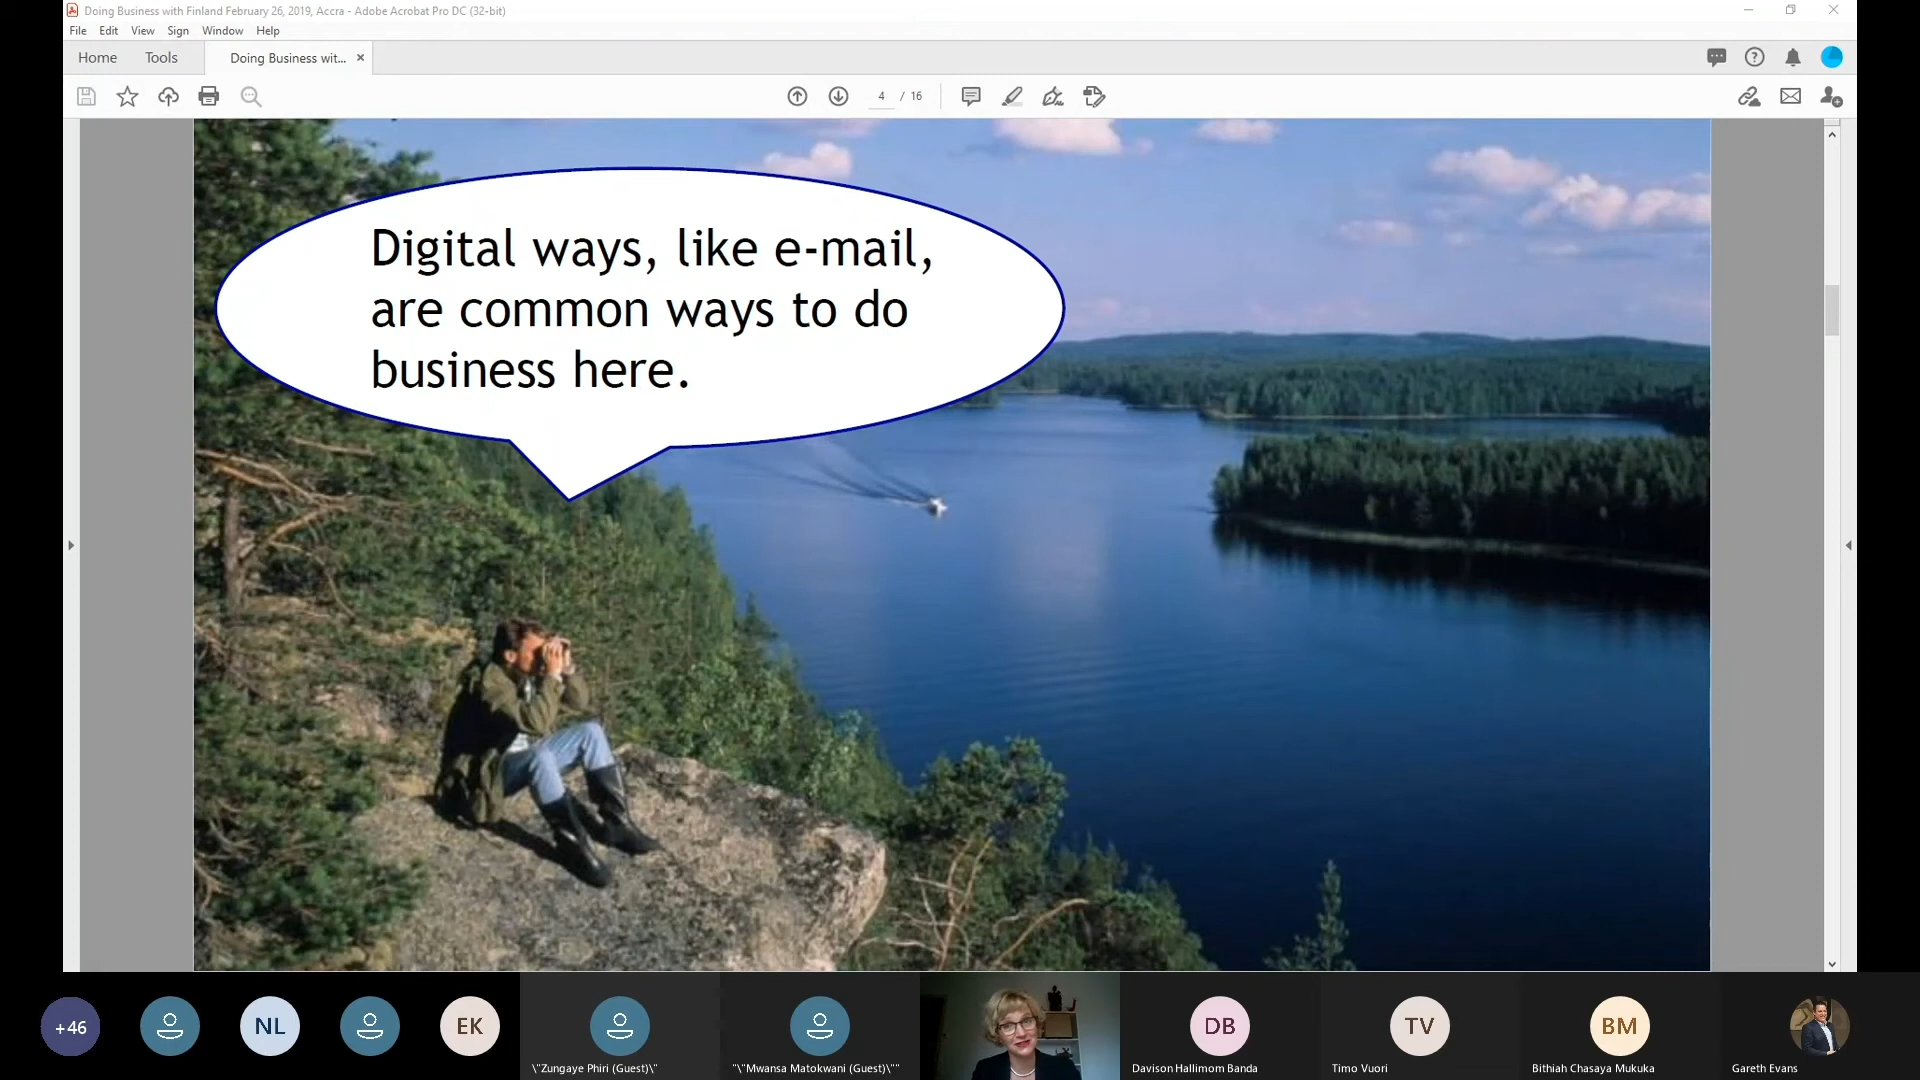 Doing Business with Finland February 26, 2019, Accra - Adobe Acrobat Pro DC (32-bit)
File Edit View Sign Window Help
Home Tools Doing Business wit...
4 / 16
Digital ways, like e-mail,
are common ways to do
business here.
+46 NL EK DB TV BM
\"Zungaye Phiri (Guest)\" "\"Mwansa Matokwani (Guest)\"" Davison Hallimom Banda Timo Vuori Bithiah Chasaya Mukuka Gareth Evans